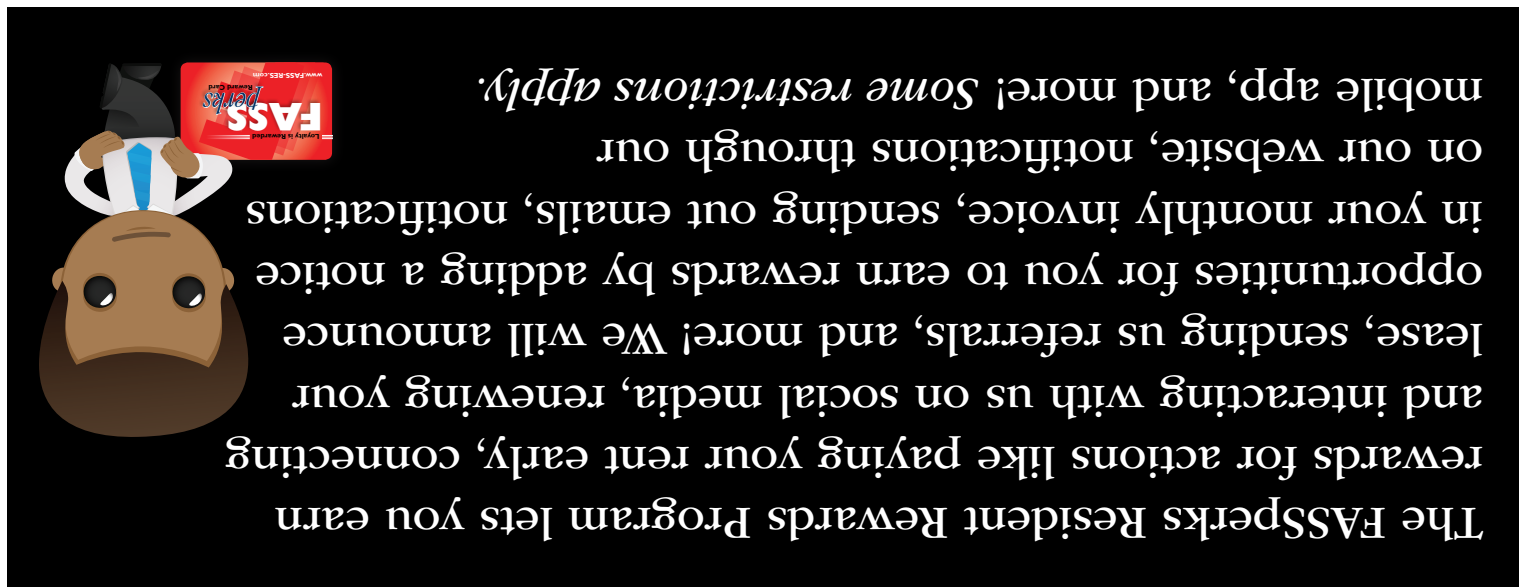 The FASSperks Resident Rewards Program lets you earn
rewards for actions like paying your rent early, connecting
and interacting with us on social media, renewing your
lease, sending us referrals, and more! We will announce
opportunities for you to earn rewards by adding a notice
in your monthly invoice, sending out emails, notifications
on our website, notifications through our
mobile app, and more! Some restrictions apply.
Loyalty is Rewarded
FASS
perks
Reward Card
www.FASS-RES.com